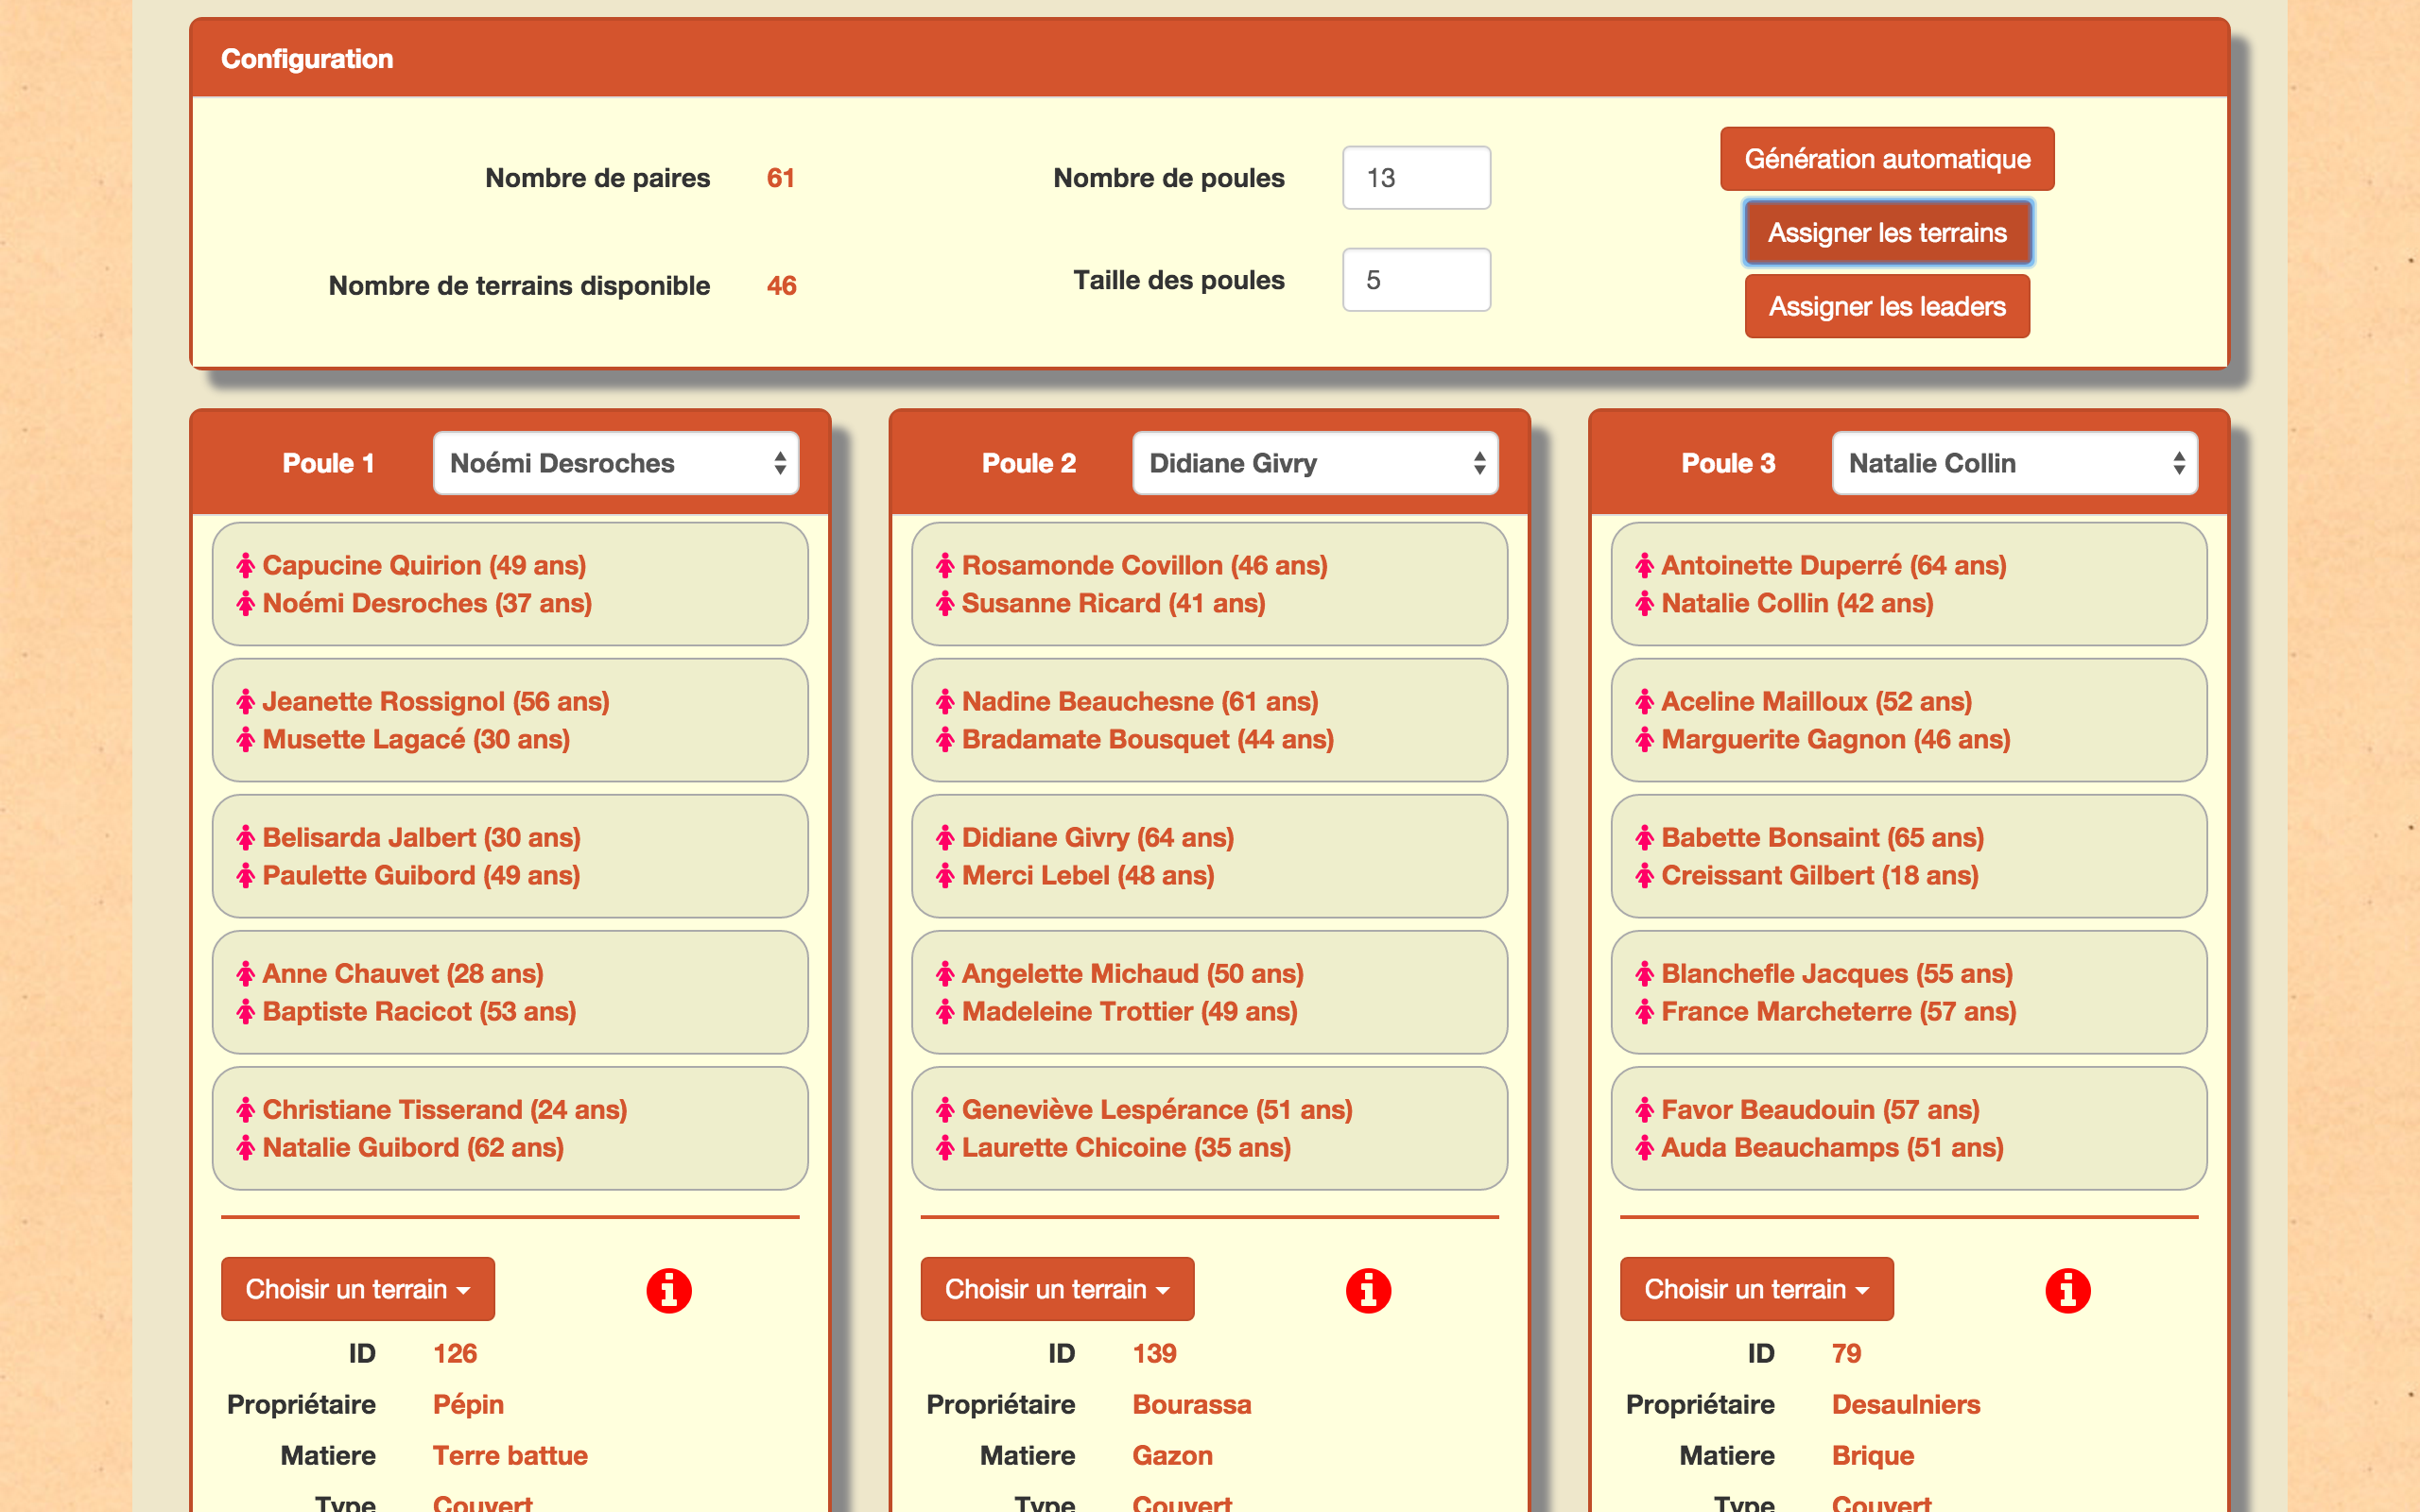 Configuration
Nombre de paires 61
Nombre de poules 13
Génération automatique
Assigner les terrains
Nombre de terrains disponible 46
Taille des poules 5
Assigner les leaders
Poule 1 Noémi Desroches
Capucine Quirion (49 ans)
Noémi Desroches (37 ans)
Jeanette Rossignol (56 ans)
Musette Lagacé (30 ans)
Belisarda Jalbert (30 ans)
Paulette Guibord (49 ans)
Anne Chauvet (28 ans)
Baptiste Racicot (53 ans)
Christiane Tisserand (24 ans)
Natalie Guibord (62 ans)
Choisir un terrain
ID 126
Propriétaire Pépin
Matiere Terre battue
Type Couvert
Poule 2 Didiane Givry
Rosamonde Covillon (46 ans)
Susanne Ricard (41 ans)
Nadine Beauchesne (61 ans)
Bradamate Bousquet (44 ans)
Didiane Givry (64 ans)
Merci Lebel (48 ans)
Angelette Michaud (50 ans)
Madeleine Trottier (49 ans)
Geneviève Lespérance (51 ans)
Laurette Chicoine (35 ans)
Choisir un terrain
ID 139
Propriétaire Bourassa
Matiere Gazon
Type Couvert
Poule 3 Natalie Collin
Antoinette Duperré (64 ans)
Natalie Collin (42 ans)
Aceline Mailloux (52 ans)
Marguerite Gagnon (46 ans)
Babette Bonsaint (65 ans)
Creissant Gilbert (18 ans)
Blanchefle Jacques (55 ans)
France Marcheterre (57 ans)
Favor Beaudouin (57 ans)
Auda Beauchamps (51 ans)
Choisir un terrain
ID 79
Propriétaire Desaulniers
Matiere Brique
Type Couvert